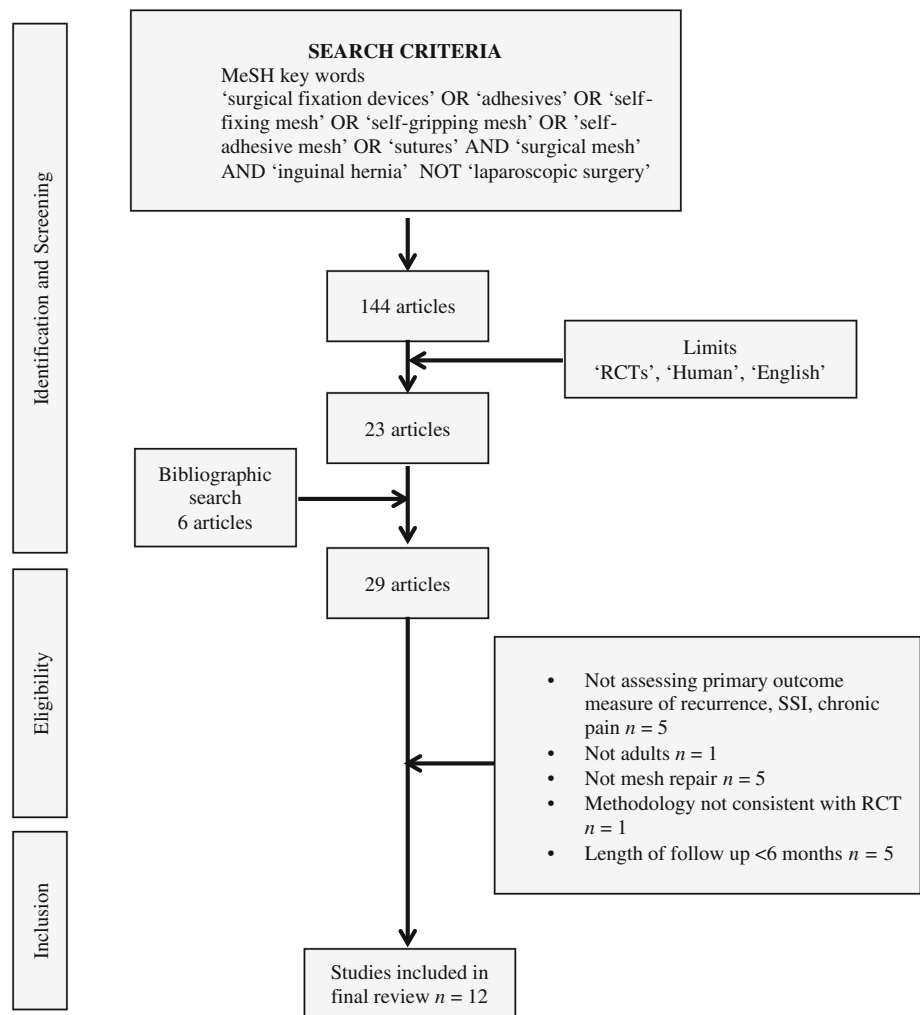 SEARCH CRITERIA
MeSH key words
‘surgical fixation devices’ OR ‘adhesives’ OR ‘self-
fixing mesh’ OR ‘self-gripping mesh’ OR ’self-
adhesive mesh’ OR ‘sutures’ AND ‘surgical mesh’
AND ‘inguinal hernia’ NOT ‘laparoscopic surgery’
Identification and Screening
144 articles
Limits
‘RCTs’, ‘Human’, ‘English’
23 articles
Bibliographic
search
6 articles
29 articles
Eligibility
• Not assessing primary outcome
measure of recurrence, SSI, chronic
pain n = 5
• Not adults n = 1
• Not mesh repair n = 5
• Methodology not consistent with RCT
n = 1
• Length of follow up <6 months n = 5
Inclusion
Studies included in
final review n = 12